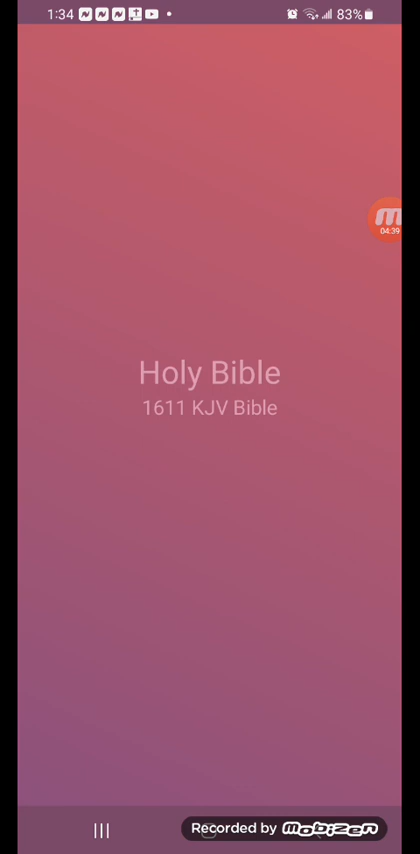 1:34 83%
04:39
Holy Bible
1611 KJV Bible
Recorded by mobizen